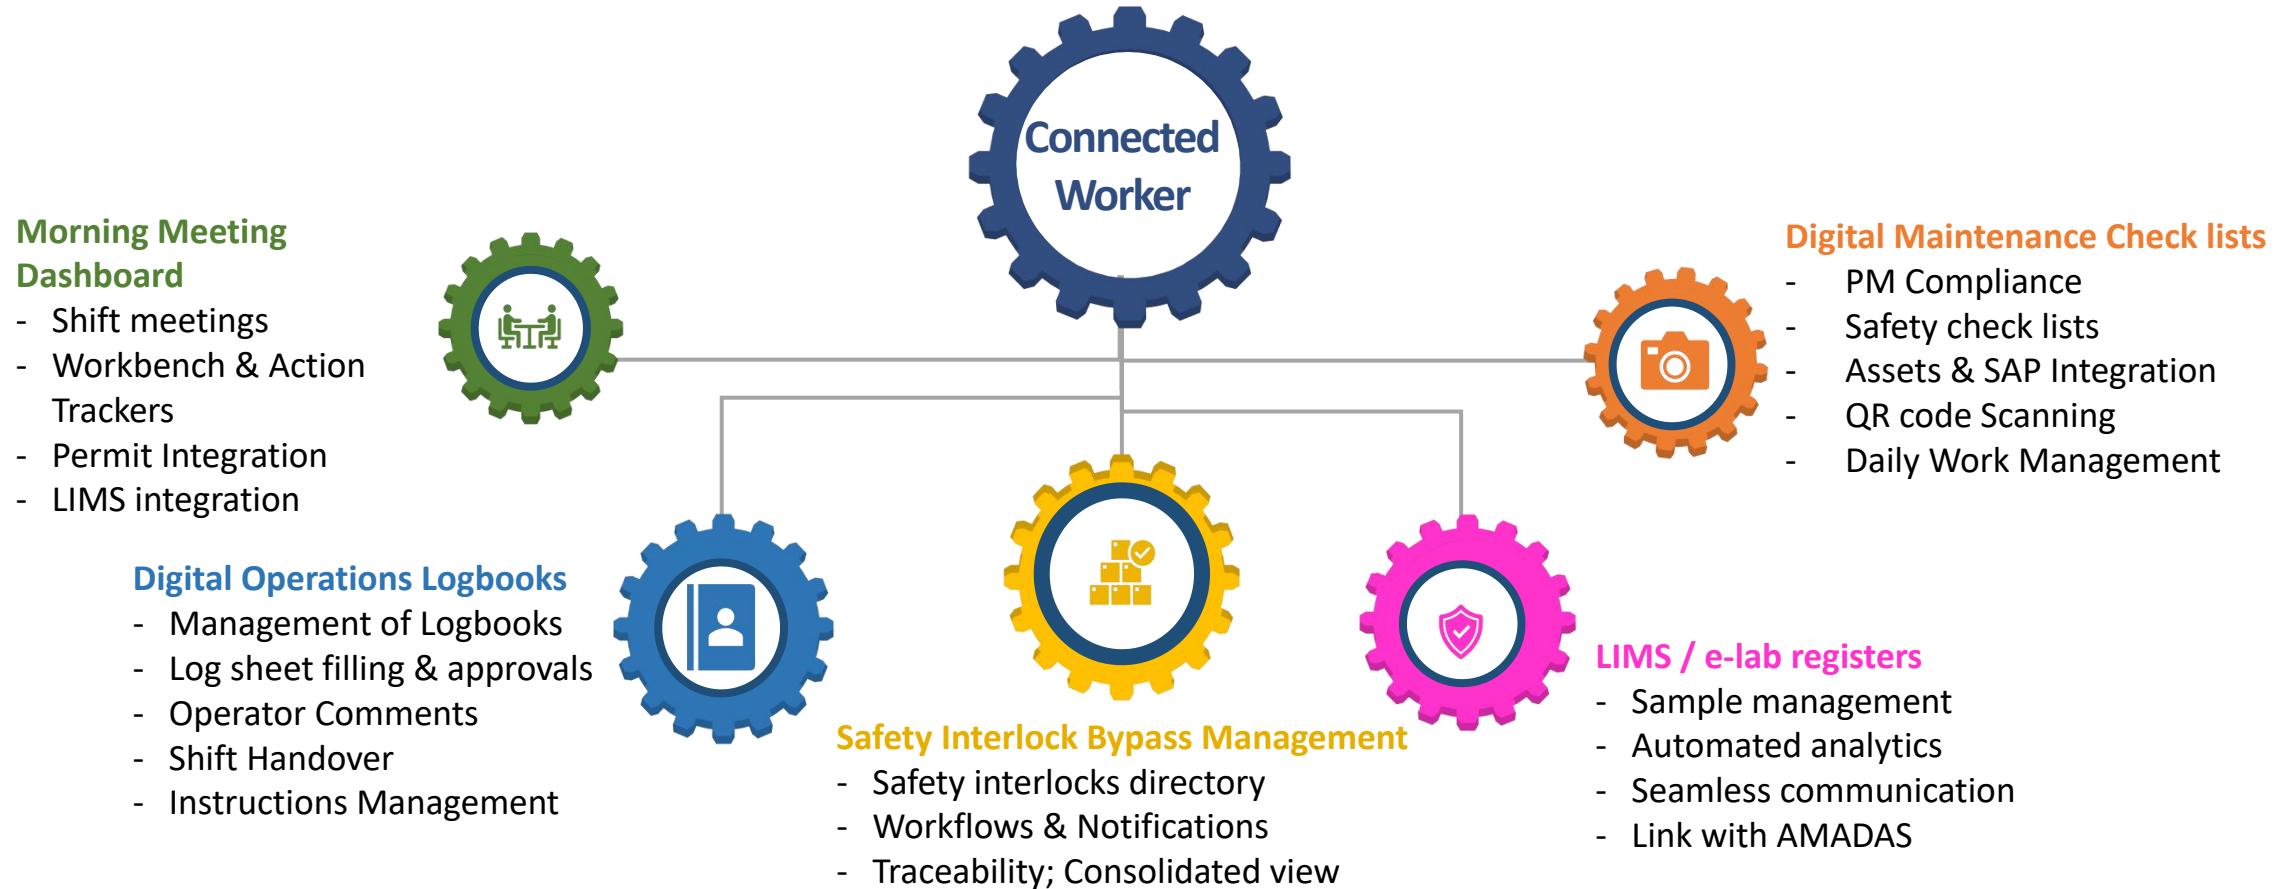 Connected
Worker
Morning Meeting
Dashboard
- Shift meetings
- Workbench & Action
Trackers
- Permit Integration
- LIMS integration
Digital Maintenance Check lists
- PM Compliance
- Safety check lists
- Assets & SAP Integration
- QR code Scanning
- Daily Work Management
Digital Operations Logbooks
- Management of Logbooks
- Log sheet filling & approvals
- Operator Comments
- Shift Handover
- Instructions Management
Safety Interlock Bypass Management
- Safety interlocks directory
- Workflows & Notifications
- Traceability; Consolidated view
LIMS / e-lab registers
- Sample management
- Automated analytics
- Seamless communication
- Link with AMADAS